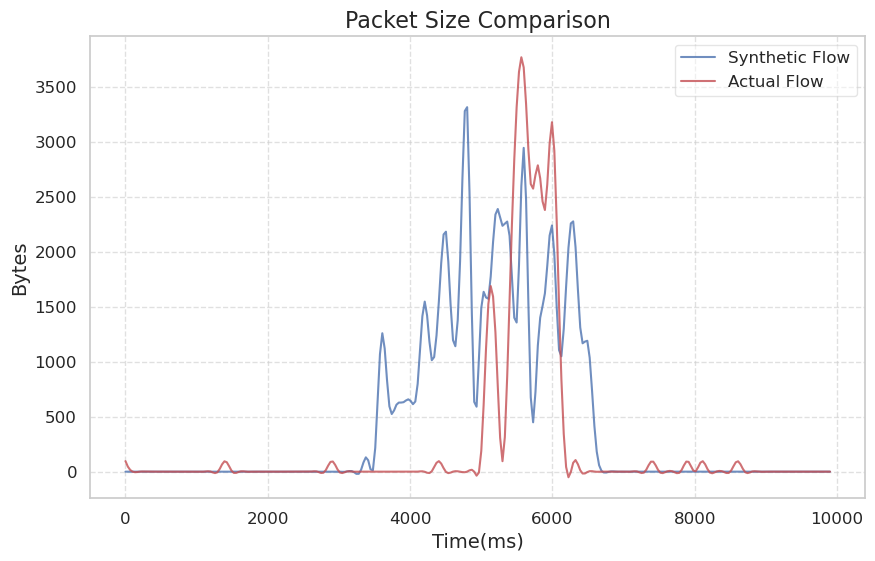 Packet Size Comparison
Synthetic Flow
Actual Flow
3500
3000
2500
2000
1500
1000
500
0
Bytes
0 2000 4000 6000 8000 10000
Time(ms)